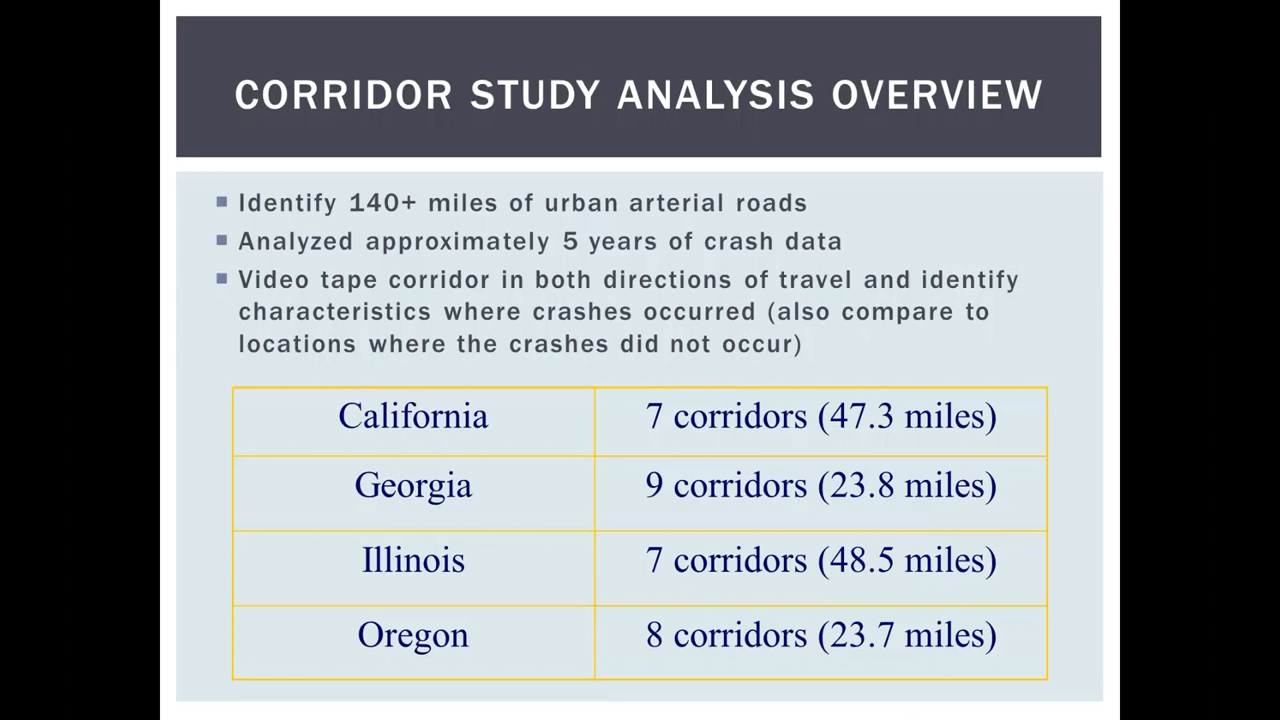 CORRIDOR STUDY ANALYSIS OVERVIEW
Identify 140+ miles of urban arterial roads
Analyzed approximately 5 years of crash data
Video tape corridor in both directions of travel and identify
characteristics where crashes occurred (also compare to
locations where the crashes did not occur)
California 7 corridors (47.3 miles)
Georgia 9 corridors (23.8 miles)
Illinois 7 corridors (48.5 miles)
Oregon 8 corridors (23.7 miles)